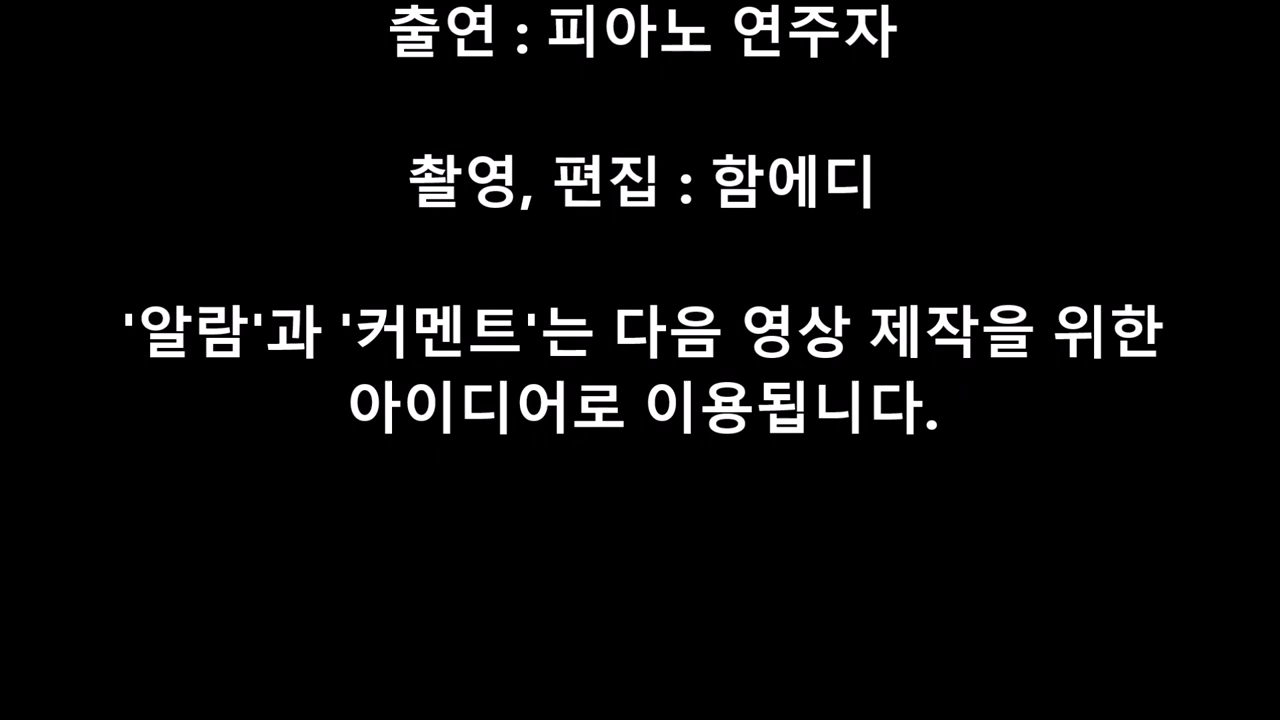 출연 : 피아노 연주자
촬영, 편집 : 함에디
'알람'과 '커멘트'는 다음 영상 제작을 위한
아이디어로 이용됩니다.